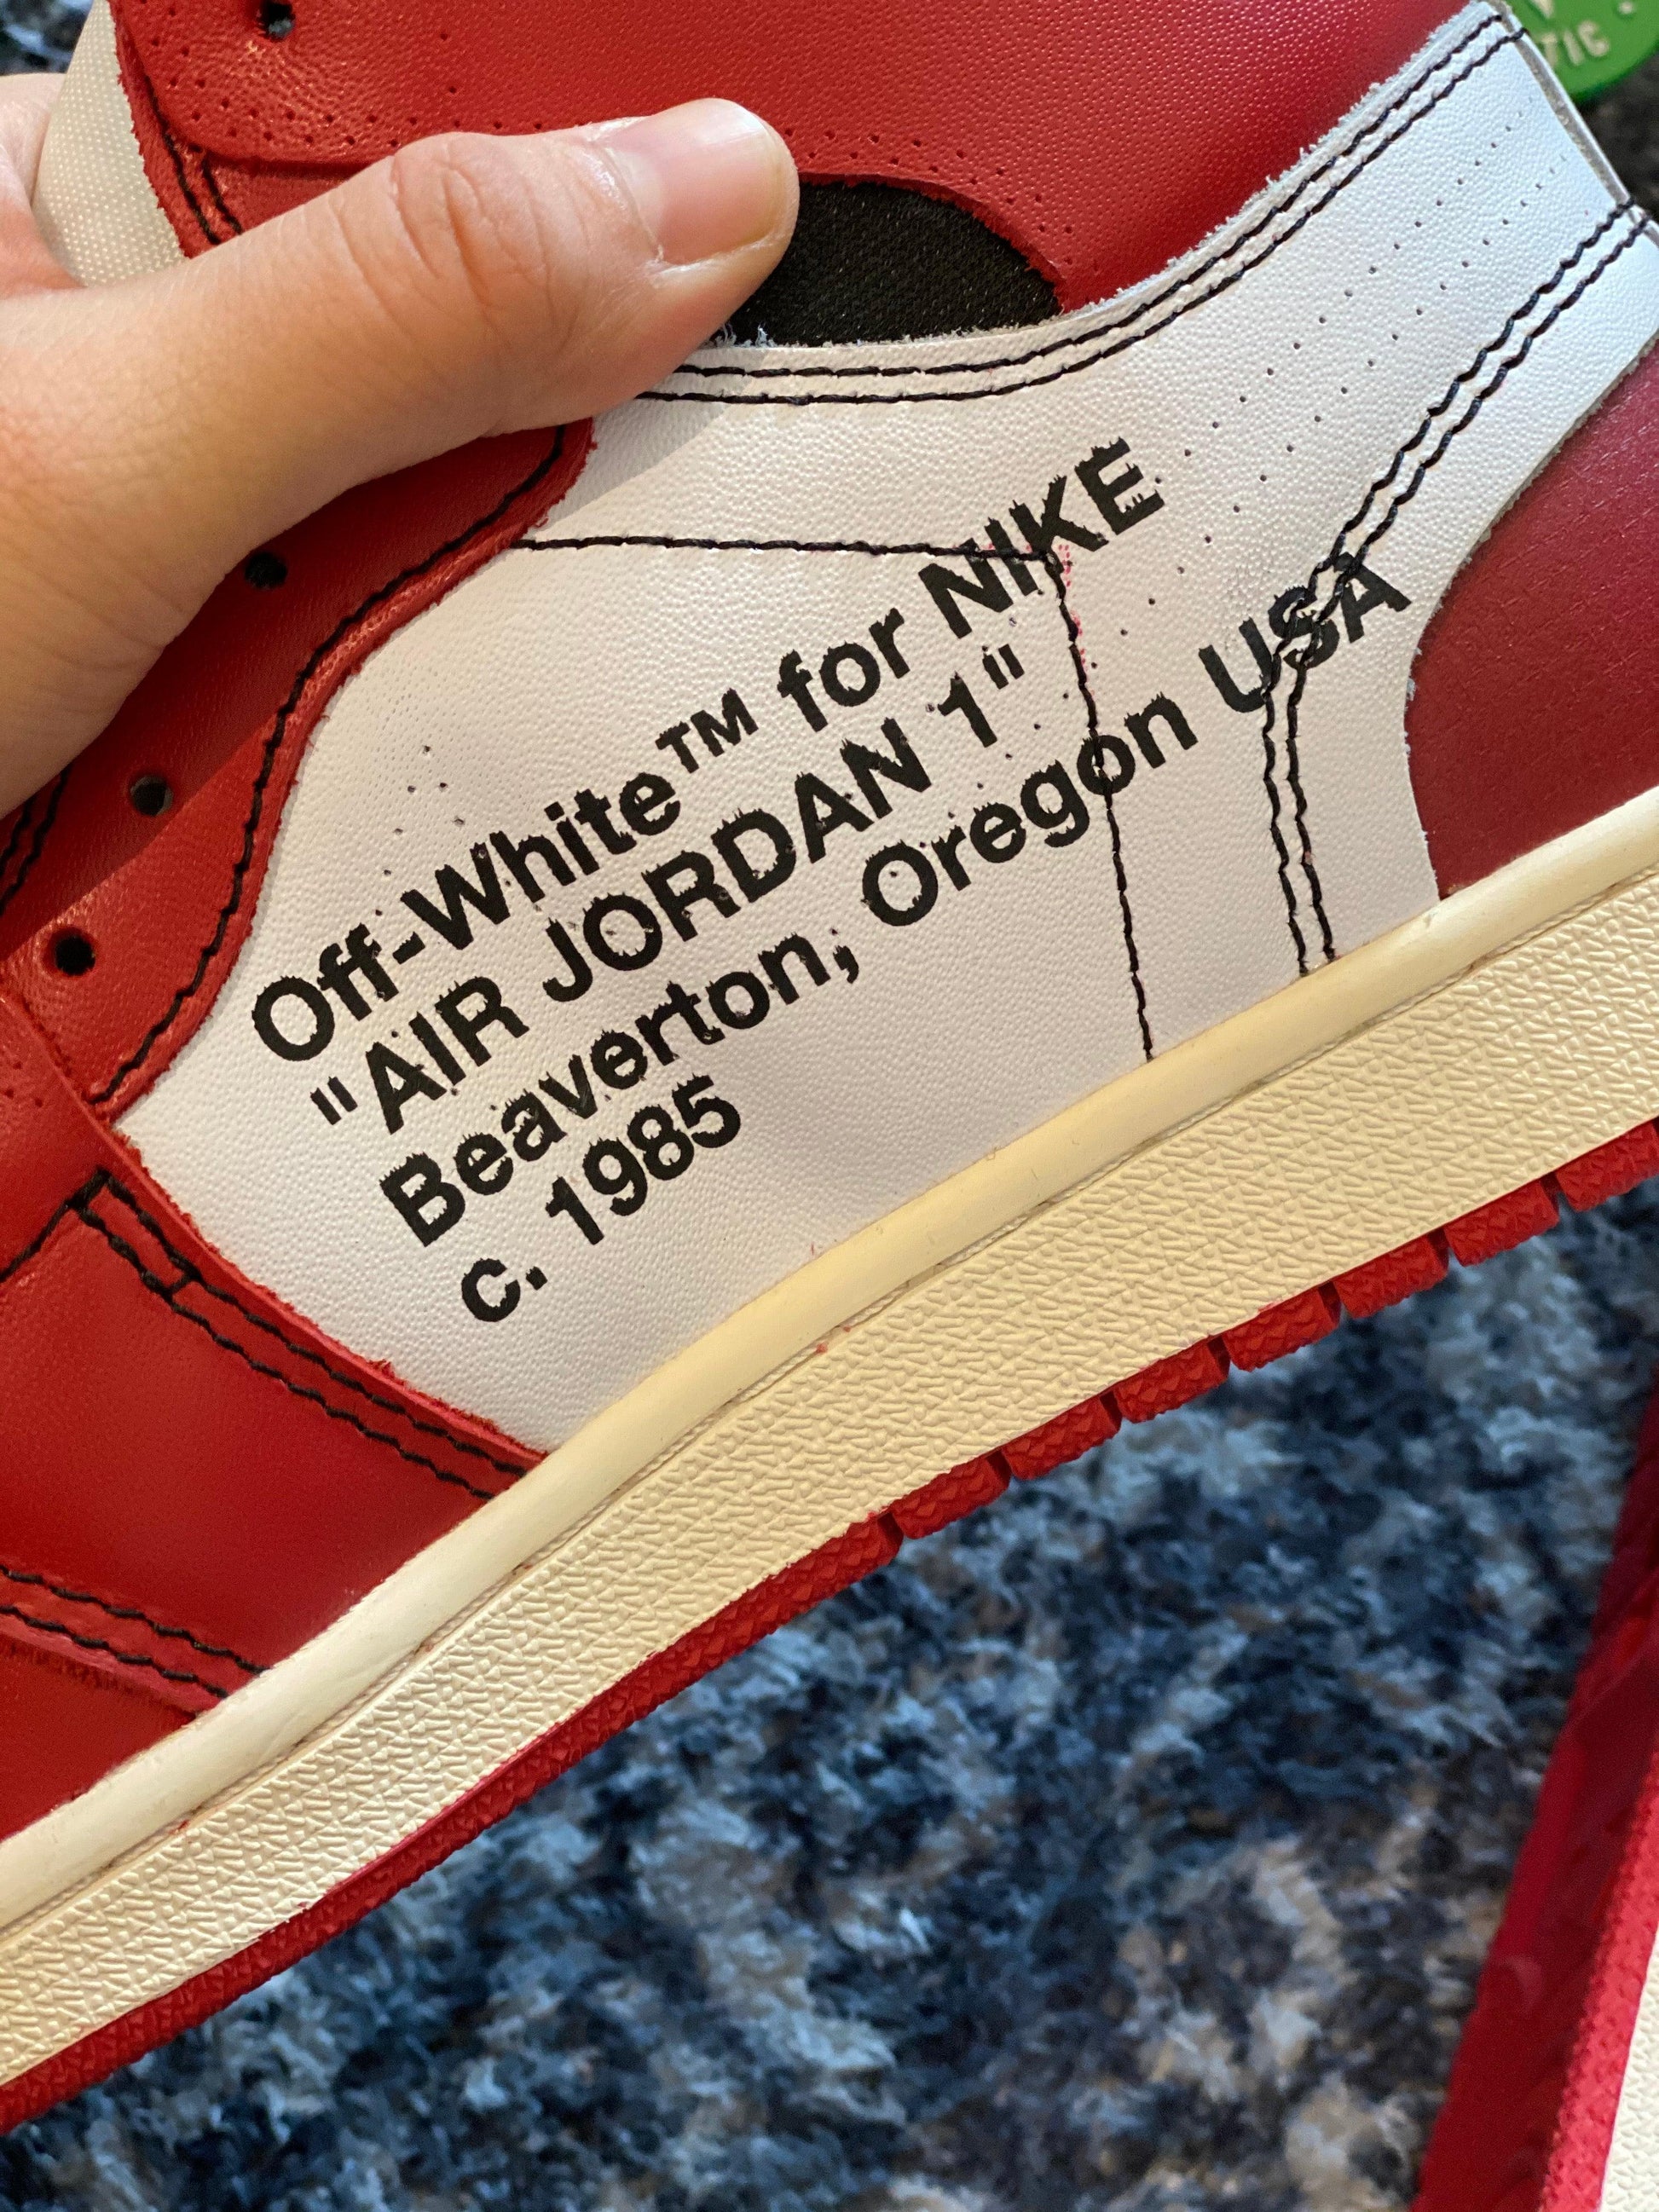 Off-White™ for NIKE
"AIR JORDAN 1"
Beaverton, Oregon USA
c. 1985